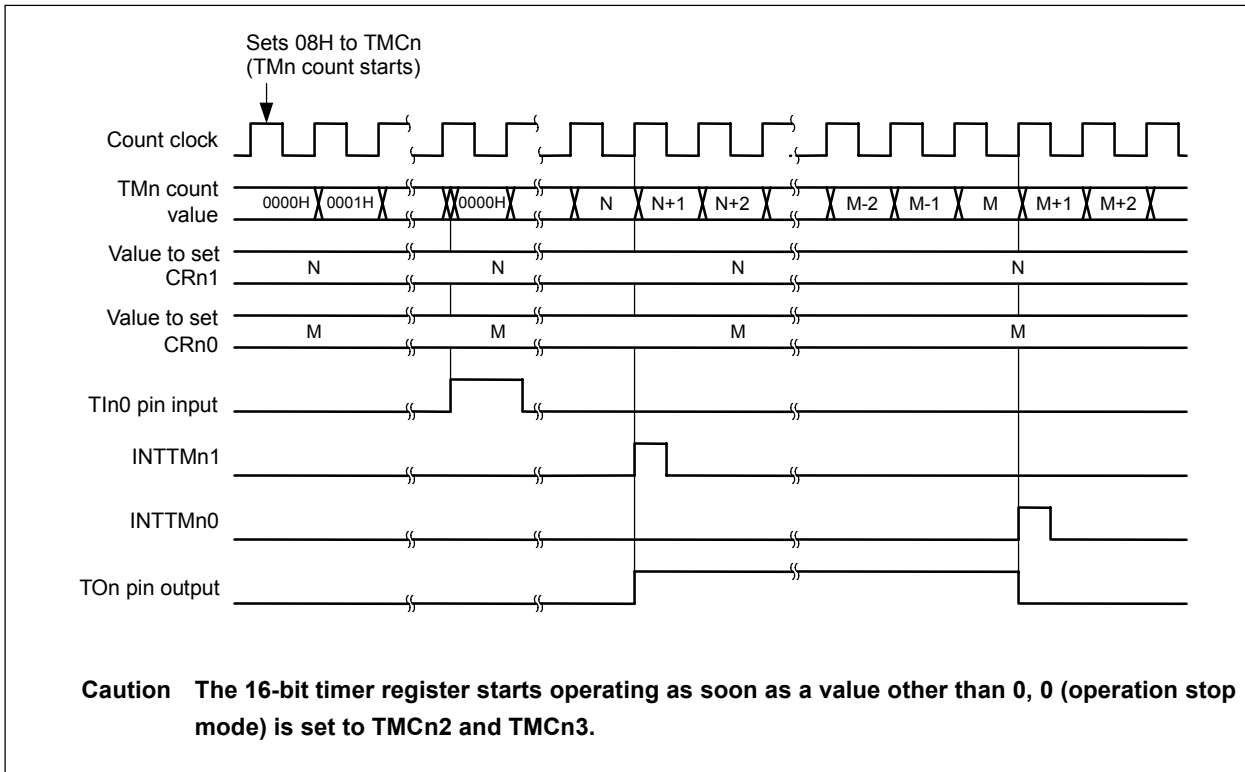 Sets 08H to TMCn
(TMn count starts)
Count clock
TMn count
value
0000H 0001H 0000H N N+1 N+2 M-2 M-1 M M+1 M+2
Value to set
CRn1
N N N N
Value to set
CRn0
M M M M
TIn0 pin input
INTTMn1
INTTMn0
TOn pin output
Caution The 16-bit timer register starts operating as soon as a value other than 0, 0 (operation stop
mode) is set to TMCn2 and TMCn3.